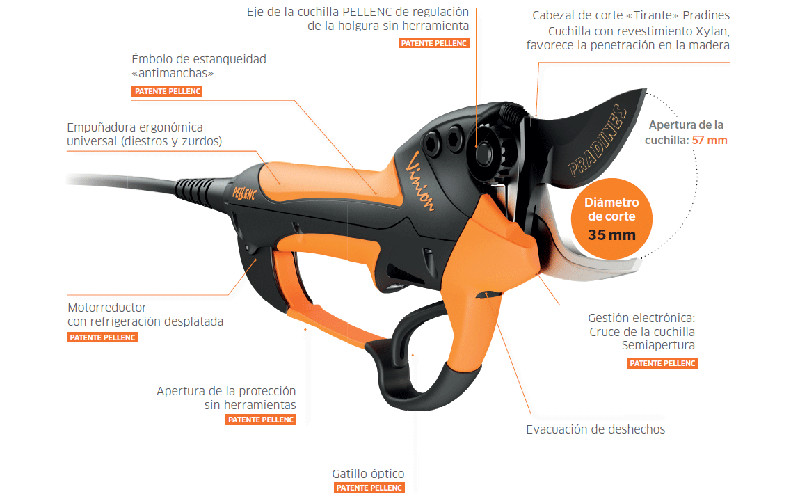 Eje de la cuchilla PELLENC de regulación
de la holgura sin herramienta
PATENTE PELLENC
Cabezal de corte «Tirante» Pradines
Cuchilla con revestimiento Xylan,
favorece la penetración en la madera
Émbolo de estanqueidad
«antimanchas»
PATENTE PELLENC
Empuñadura ergonómica
universal (diestros y zurdos)
Apertura de la
cuchilla: 57 mm
PRADINES
Vinion
PELLENC
Diámetro
de corte
35 mm
Motorreductor
con refrigeración desplatada
PATENTE PELLENC
Gestión electrónica:
Cruce de la cuchilla
Semiapertura
PATENTE PELLENC
Apertura de la protección
sin herramientas
PATENTE PELLENC
Evacuación de deshechos
Gatillo óptico
PATENTE PELLENC